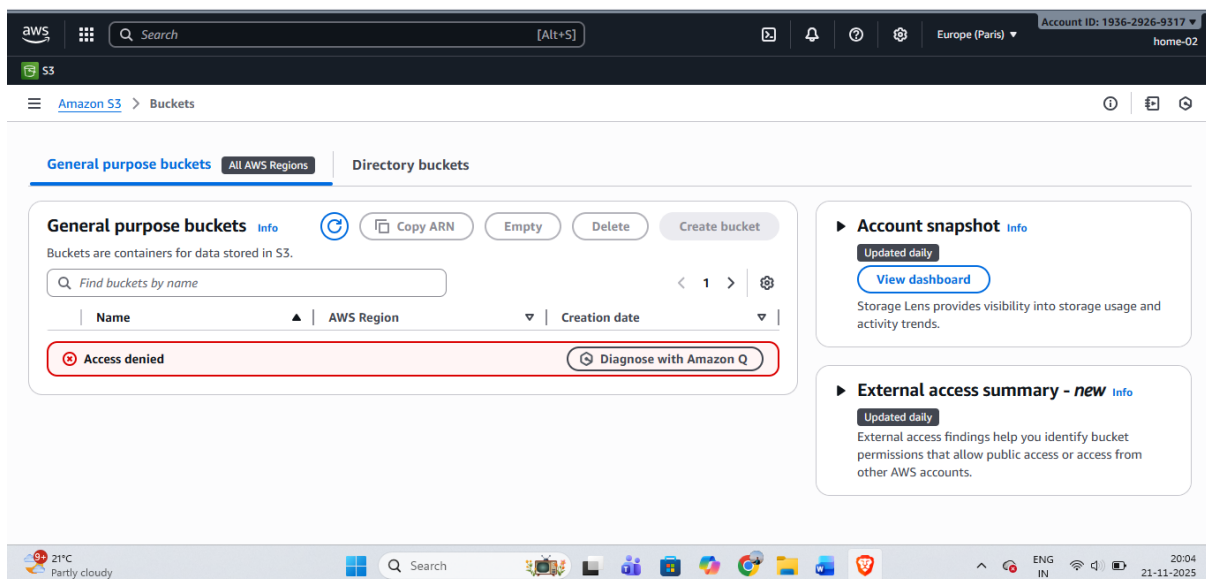 aws
Search
[Alt+S]
Europe (Paris) ▼
Account ID: 1936-2926-9317 ▼
home-02
S3
Amazon S3 > Buckets
General purpose buckets All AWS Regions
Directory buckets
General purpose buckets Info
Copy ARN
Empty
Delete
Create bucket
Buckets are containers for data stored in S3.
Find buckets by name
1
Name
AWS Region
Creation date
Access denied
Diagnose with Amazon Q
Account snapshot Info
Updated daily
View dashboard
Storage Lens provides visibility into storage usage and
activity trends.
External access summary - new Info
Updated daily
External access findings help you identify bucket
permissions that allow public access or access from
other AWS accounts.
9+
21°C
Partly cloudy
Search
ENG
IN
20:04
21-11-2025